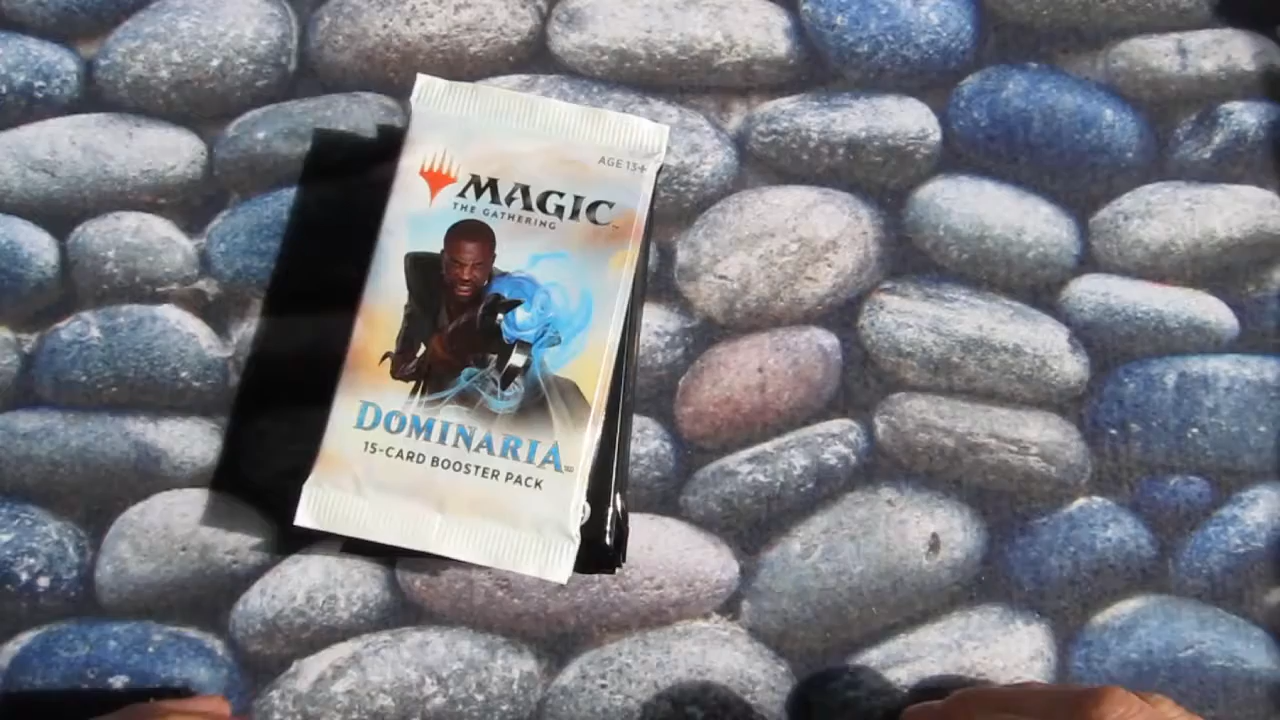 AGE 13+
MAGIC
THE GATHERING
DOMINARIA
15-CARD BOOSTER PACK